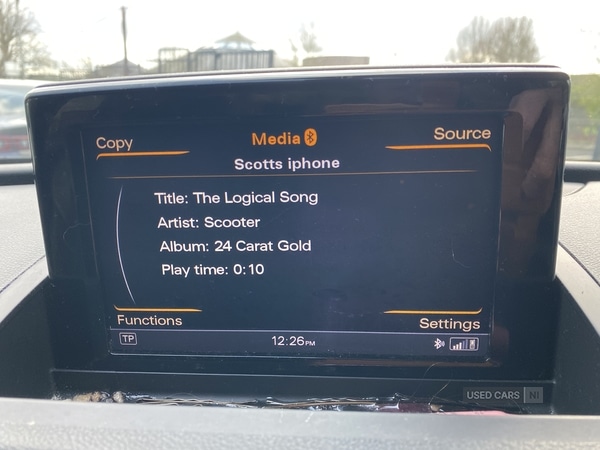 Copy
Media
Source
Scotts iphone
Title: The Logical Song
Artist: Scooter
Album: 24 Carat Gold
Play time: 0:10
Functions
Settings
TP
12:26PM
USED CARS NI